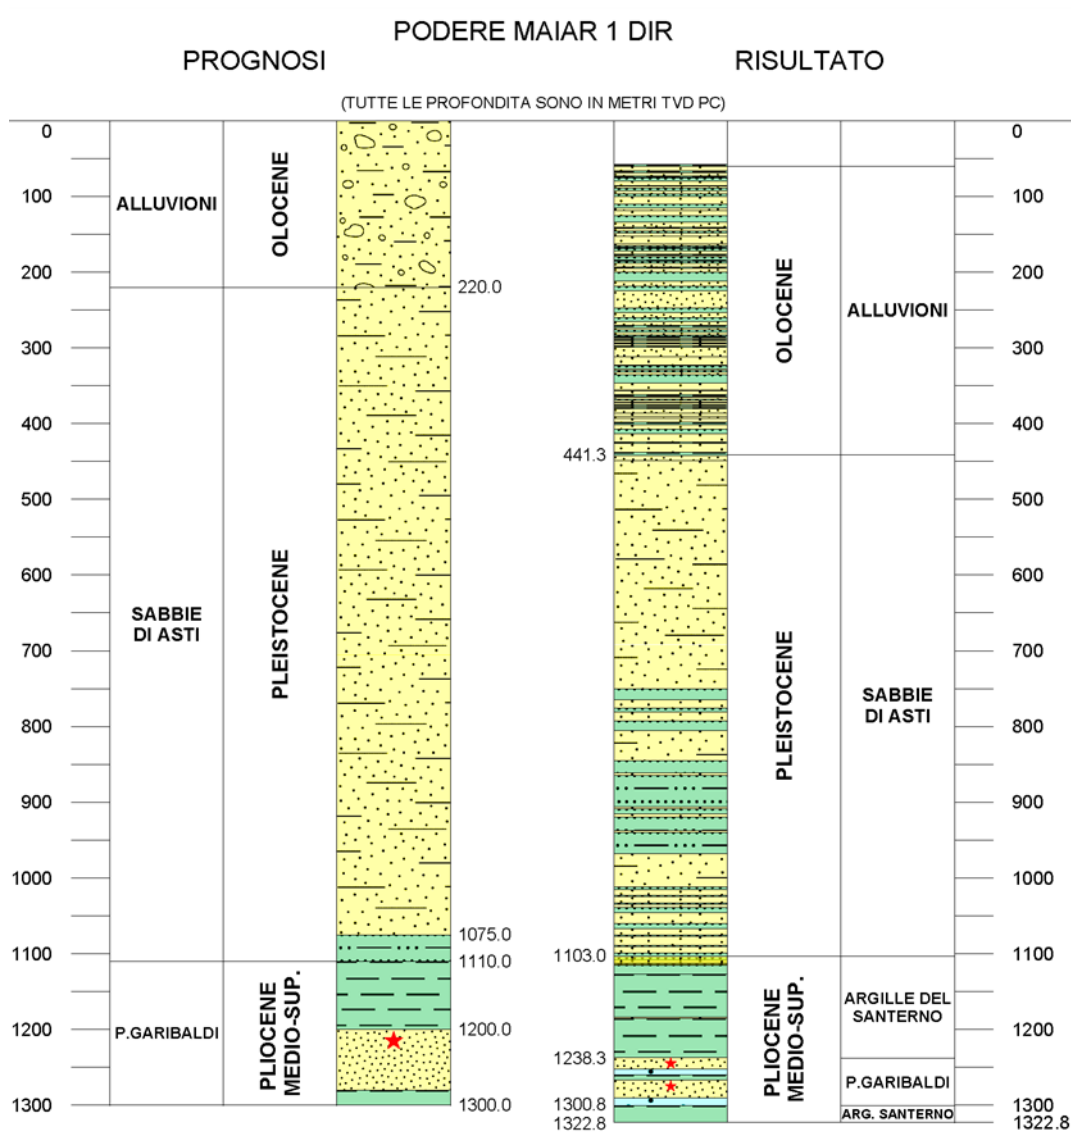 PODERE MAIAR 1 DIR
PROGNOSI
RISULTATO
(TUTTE LE PROFONDITA SONO IN METRI TVD PC)
0
100
200
300
400
500
600
700
800
900
1000
1100
1200
1300
ALLUVIONI
SABBIE
DI ASTI
P.GARIBALDI
OLOCENE
PLEISTOCENE
PLIOCENE
MEDIO-SUP.
220.0
1075.0
1110.0
1200.0
1300.0
441.3
1103.0
1238.3
1300.8
1322.8
OLOCENE
PLEISTOCENE
PLIOCENE
MEDIO-SUP.
ALLUVIONI
SABBIE
DI ASTI
ARGILLE DEL
SANTERNO
P.GARIBALDI
ARG. SANTERNO
0
100
200
300
400
500
600
700
800
900
1000
1100
1200
1300
1322.8